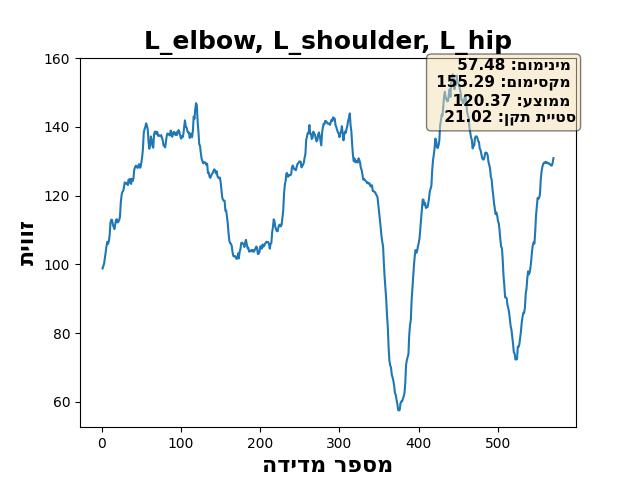 L_elbow, L_shoulder, L_hip
מינימום: 57.48
מקסימום: 155.29
ממוצע: 120.37
סטיית תקן: 21.02
160
140
120
100
80
60
זווית
0 100 200 300 400 500
מספר מדידה